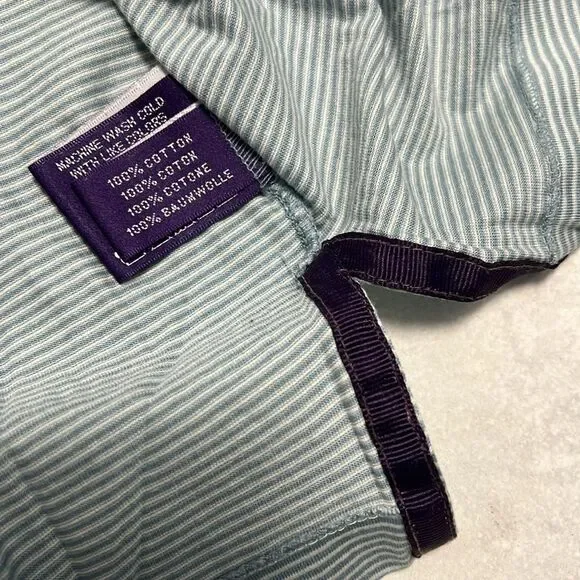 MACHINE WASH COLD
WITH LIKE COLORS
100% COTTON
100% COTON
100% COTONE
100% BAUMWOLLE